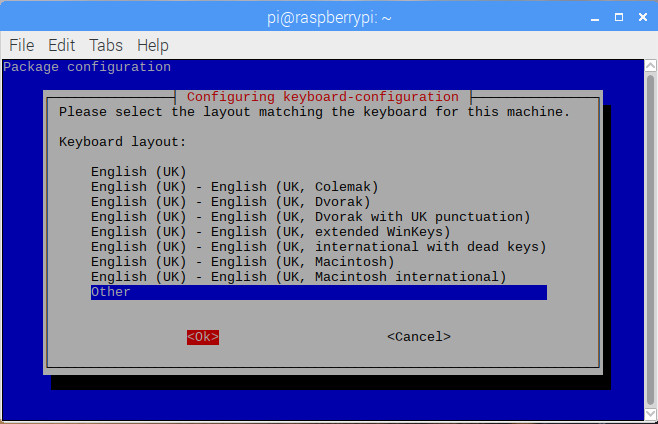 pi@raspberrypi: ~
File Edit Tabs Help
Package configuration
Configuring keyboard-configuration
Please select the layout matching the keyboard for this machine.
Keyboard layout:
English (UK)
English (UK) - English (UK, Colemak)
English (UK) - English (UK, Dvorak)
English (UK) - English (UK, Dvorak with UK punctuation)
English (UK) - English (UK, extended WinKeys)
English (UK) - English (UK, international with dead keys)
English (UK) - English (UK, Macintosh)
English (UK) - English (UK, Macintosh international)
Other
<Ok> <Cancel>